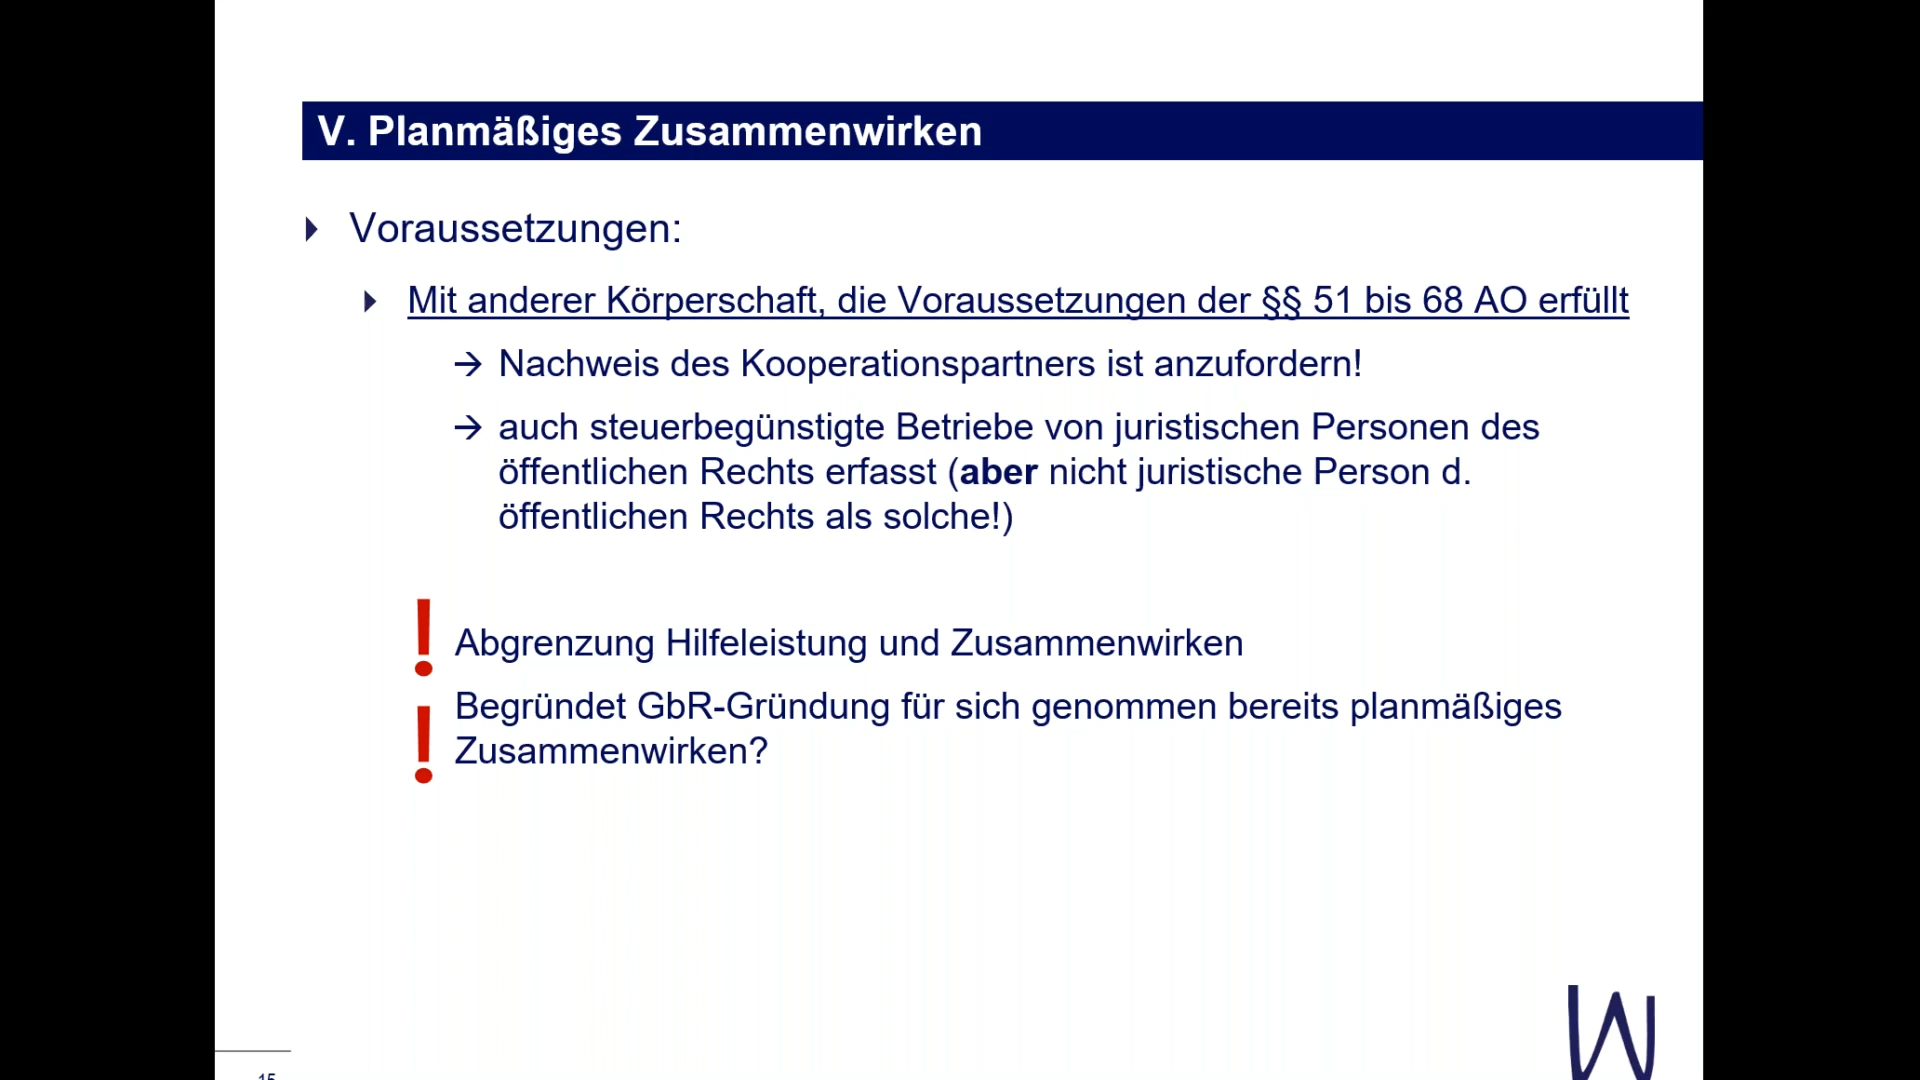 V. Planmäßiges Zusammenwirken
Voraussetzungen:
Mit anderer Körperschaft, die Voraussetzungen der §§ 51 bis 68 AO erfüllt
→ Nachweis des Kooperationspartners ist anzufordern!
→ auch steuerbegünstigte Betriebe von juristischen Personen des
öffentlichen Rechts erfasst (aber nicht juristische Person d.
öffentlichen Rechts als solche!)
! Abgrenzung Hilfeleistung und Zusammenwirken
! Begründet GbR-Gründung für sich genommen bereits planmäßiges
Zusammenwirken?
15
W